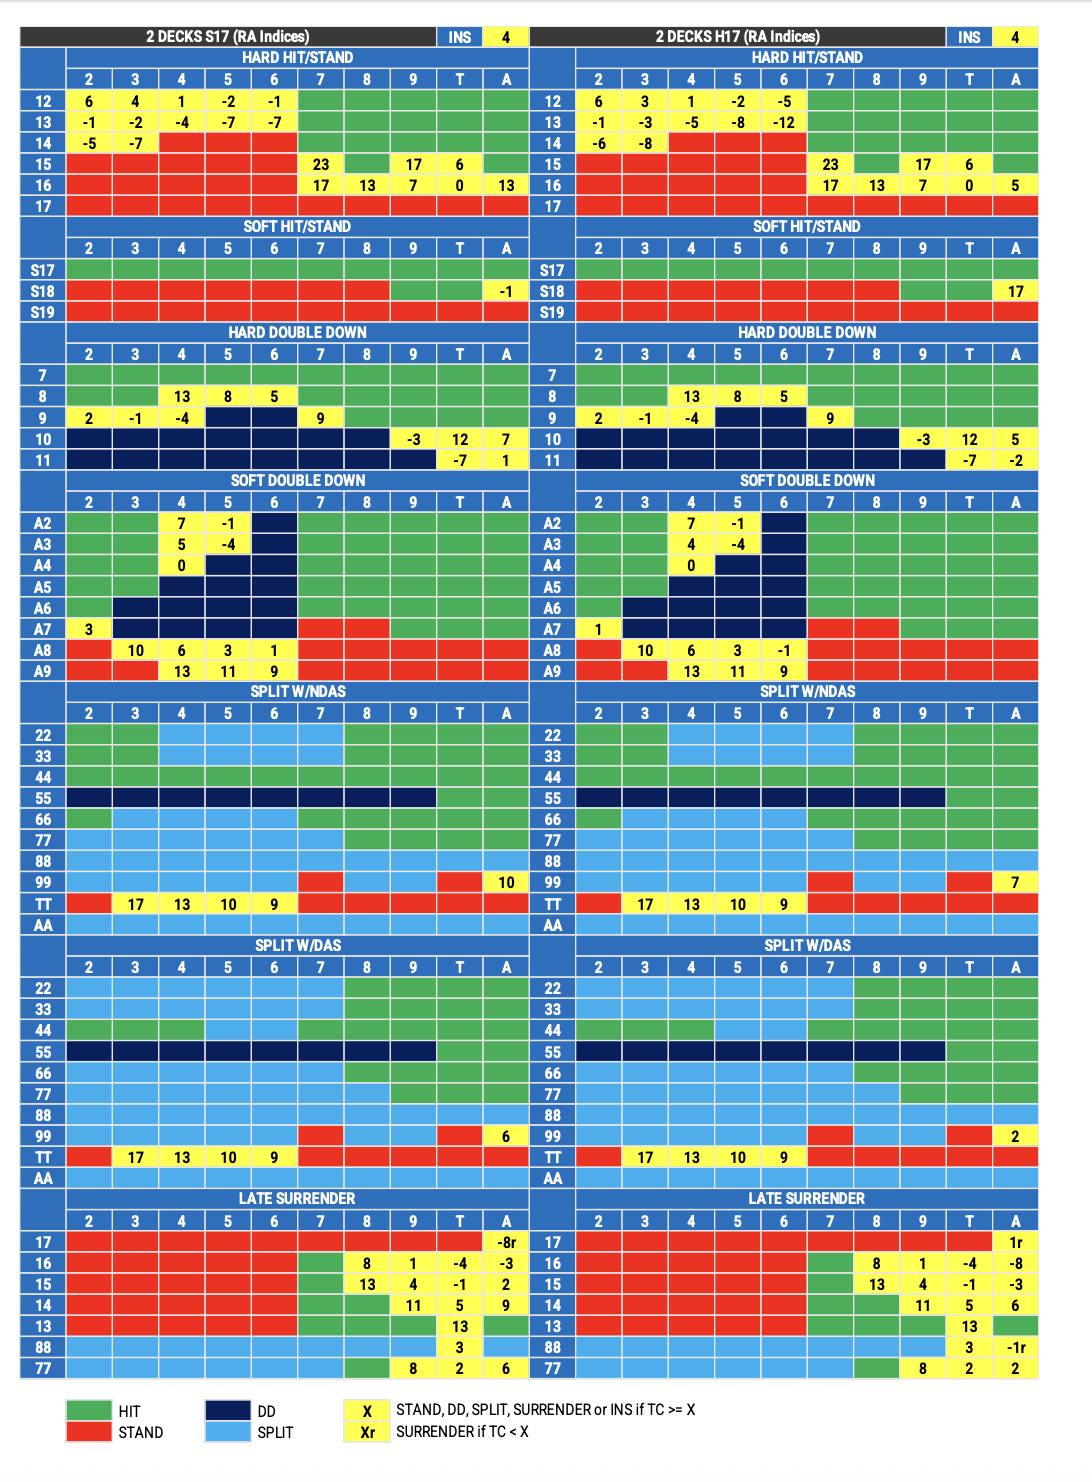 2 DECKS S17 (RA Indices) INS 4 2 DECKS H17 (RA Indices) INS 4
HARD HIT/STAND HARD HIT/STAND
2 3 4 5 6 7 8 9 T A 2 3 4 5 6 7 8 9 T A
12 6 4 1 -2 -1 12 6 3 1 -2 -5
13 -1 -2 -4 -7 -7 13 -1 -3 -5 -8 -12
14 -5 -7 14 -6 -8
15 23 17 6 15 23 17 6
16 17 13 7 0 13 16 17 13 7 0 5
17 17
SOFT HIT/STAND SOFT HIT/STAND
2 3 4 5 6 7 8 9 T A 2 3 4 5 6 7 8 9 T A
S17 S17
S18 -1 S18 17
S19 S19
HARD DOUBLE DOWN HARD DOUBLE DOWN
2 3 4 5 6 7 8 9 T A 2 3 4 5 6 7 8 9 T A
7 7
8 13 8 5 8 13 8 5
9 2 -1 -4 9 9 2 -1 -4 9
10 -3 12 7 10 -3 12 5
11 -7 1 11 -7 -2
SOFT DOUBLE DOWN SOFT DOUBLE DOWN
2 3 4 5 6 7 8 9 T A 2 3 4 5 6 7 8 9 T A
A2 7 -1 A2 7 -1
A3 5 -4 A3 4 -4
A4 0 A4 0
A5 A5
A6 A6
A7 3 A7 1
A8 10 6 3 1 A8 10 6 3 -1
A9 13 11 9 A9 13 11 9
SPLIT W/NDAS SPLIT W/NDAS
2 3 4 5 6 7 8 9 T A 2 3 4 5 6 7 8 9 T A
22 22
33 33
44 44
55 55
66 66
77 77
88 88
99 10 99 7
TT 17 13 10 9 TT 17 13 10 9
AA AA
SPLIT W/DAS SPLIT W/DAS
2 3 4 5 6 7 8 9 T A 2 3 4 5 6 7 8 9 T A
22 22
33 33
44 44
55 55
66 66
77 77
88 88
99 6 99 2
TT 17 13 10 9 TT 17 13 10 9
AA AA
LATE SURRENDER LATE SURRENDER
2 3 4 5 6 7 8 9 T A 2 3 4 5 6 7 8 9 T A
17 -8r 17 1r
16 8 1 -4 -3 16 8 1 -4 -8
15 13 4 -1 2 15 13 4 -1 -3
14 11 5 9 14 11 5 6
13 13 13 13
88 3 88 3 -1r
77 8 2 6 77 8 2 2
HIT DD X STAND, DD, SPLIT, SURRENDER or INS if TC >= X
STAND SPLIT Xr SURRENDER if TC < X